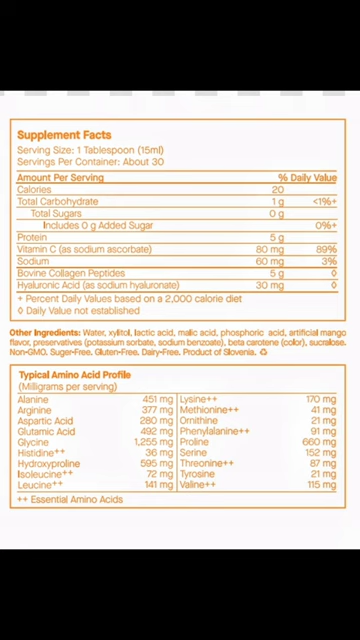 Supplement Facts
Serving Size: 1 Tablespoon (15ml)
Servings Per Container: About 30
Amount Per Serving % Daily Value
Calories 20
Total Carbohydrate 1 g <1%+
Total Sugars 0 g
Includes 0 g Added Sugar 0%+
Protein 5 g
Vitamin C (as sodium ascorbate) 80 mg 89%
Sodium 60 mg 3%
Bovine Collagen Peptides 5 g ◊
Hyaluronic Acid (as sodium hyaluronate) 30 mg ◊
+ Percent Daily Values based on a 2,000 calorie diet
◊ Daily Value not established
Other Ingredients: Water, xylitol, lactic acid, malic acid, phosphoric acid, artificial mango
flavor, preservatives (potassium sorbate, sodium benzoate), beta carotene (color), sucralose.
Non-GMO. Sugar-Free. Gluten-Free. Dairy-Free. Product of Slovenia.
Typical Amino Acid Profile
(Milligrams per serving)
Alanine 451 mg
Arginine 377 mg
Aspartic Acid 280 mg
Glutamic Acid 492 mg
Glycine 1,255 mg
Histidine++ 36 mg
Hydroxyproline 595 mg
Isoleucine++ 72 mg
Leucine++ 141 mg
Lysine++ 170 mg
Methionine++ 41 mg
Ornithine 21 mg
Phenylalanine++ 91 mg
Proline 660 mg
Serine 152 mg
Threonine++ 87 mg
Tyrosine 21 mg
Valine++ 115 mg
++ Essential Amino Acids